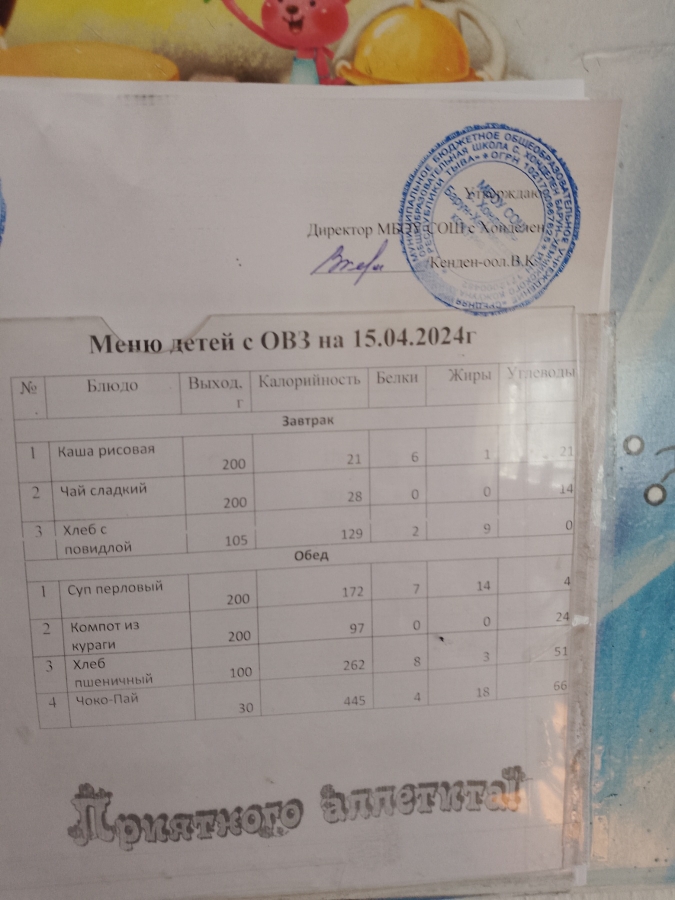 Утверждаю
Директор МБОУ СОШ с Хонделен
Кенден-оол.В.К
МБОУ СОШ
Меню детей с ОВЗ на 15.04.2024г
№ Блюдо Выход. г Калорийность Белки Жиры Углеводы
Завтрак
1 Каша рисовая 200 21 6 1 21
2 Чай сладкий 200 28 0 0 14
3 Хлеб с повидлой 105 129 2 9 0
Обед
1 Суп перловый 200 172 7 14 4
2 Компот из кураги 200 97 0 0 24
3 Хлеб пшеничный 100 262 8 3 51
4 Чоко-Пай 30 445 4 18 66
Приятного аппетита!